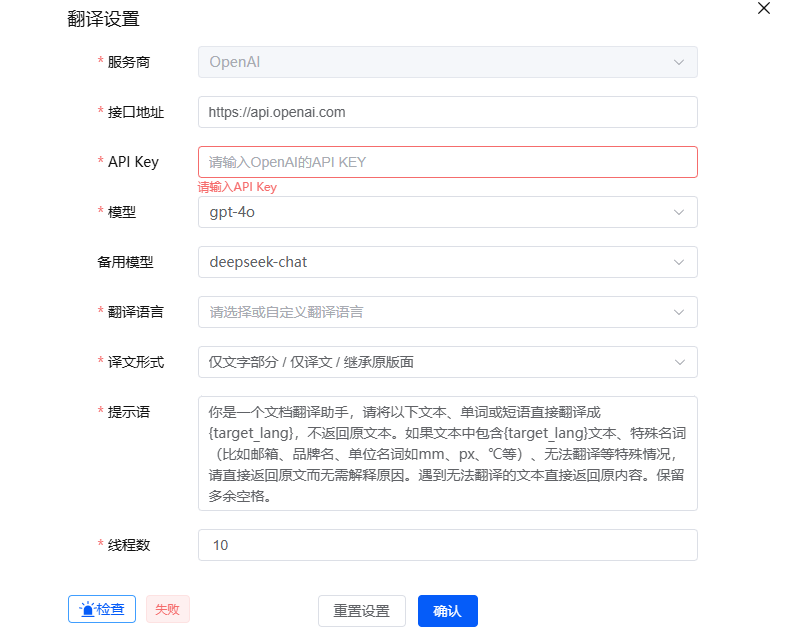 翻译设置
* 服务商
OpenAI
* 接口地址
https://api.openai.com
* API Key
请输入OpenAI的API KEY
请输入API Key
* 模型
gpt-4o
备用模型
deepseek-chat
* 翻译语言
请选择或自定义翻译语言
* 译文形式
仅文字部分 / 仅译文 / 继承原版面
* 提示语
你是一个文档翻译助手，请将以下文本、单词或短语直接翻译成
{target_lang}，不返回原文本。如果文本中包含{target_lang}文本、特殊名词
（比如邮箱、品牌名、单位名词如mm、px、℃等）、无法翻译等特殊情况，
请直接返回原文而无需解释原因。遇到无法翻译的文本直接返回原内容。保留
多余空格。
* 线程数
10
检查
失败
重置设置
确认